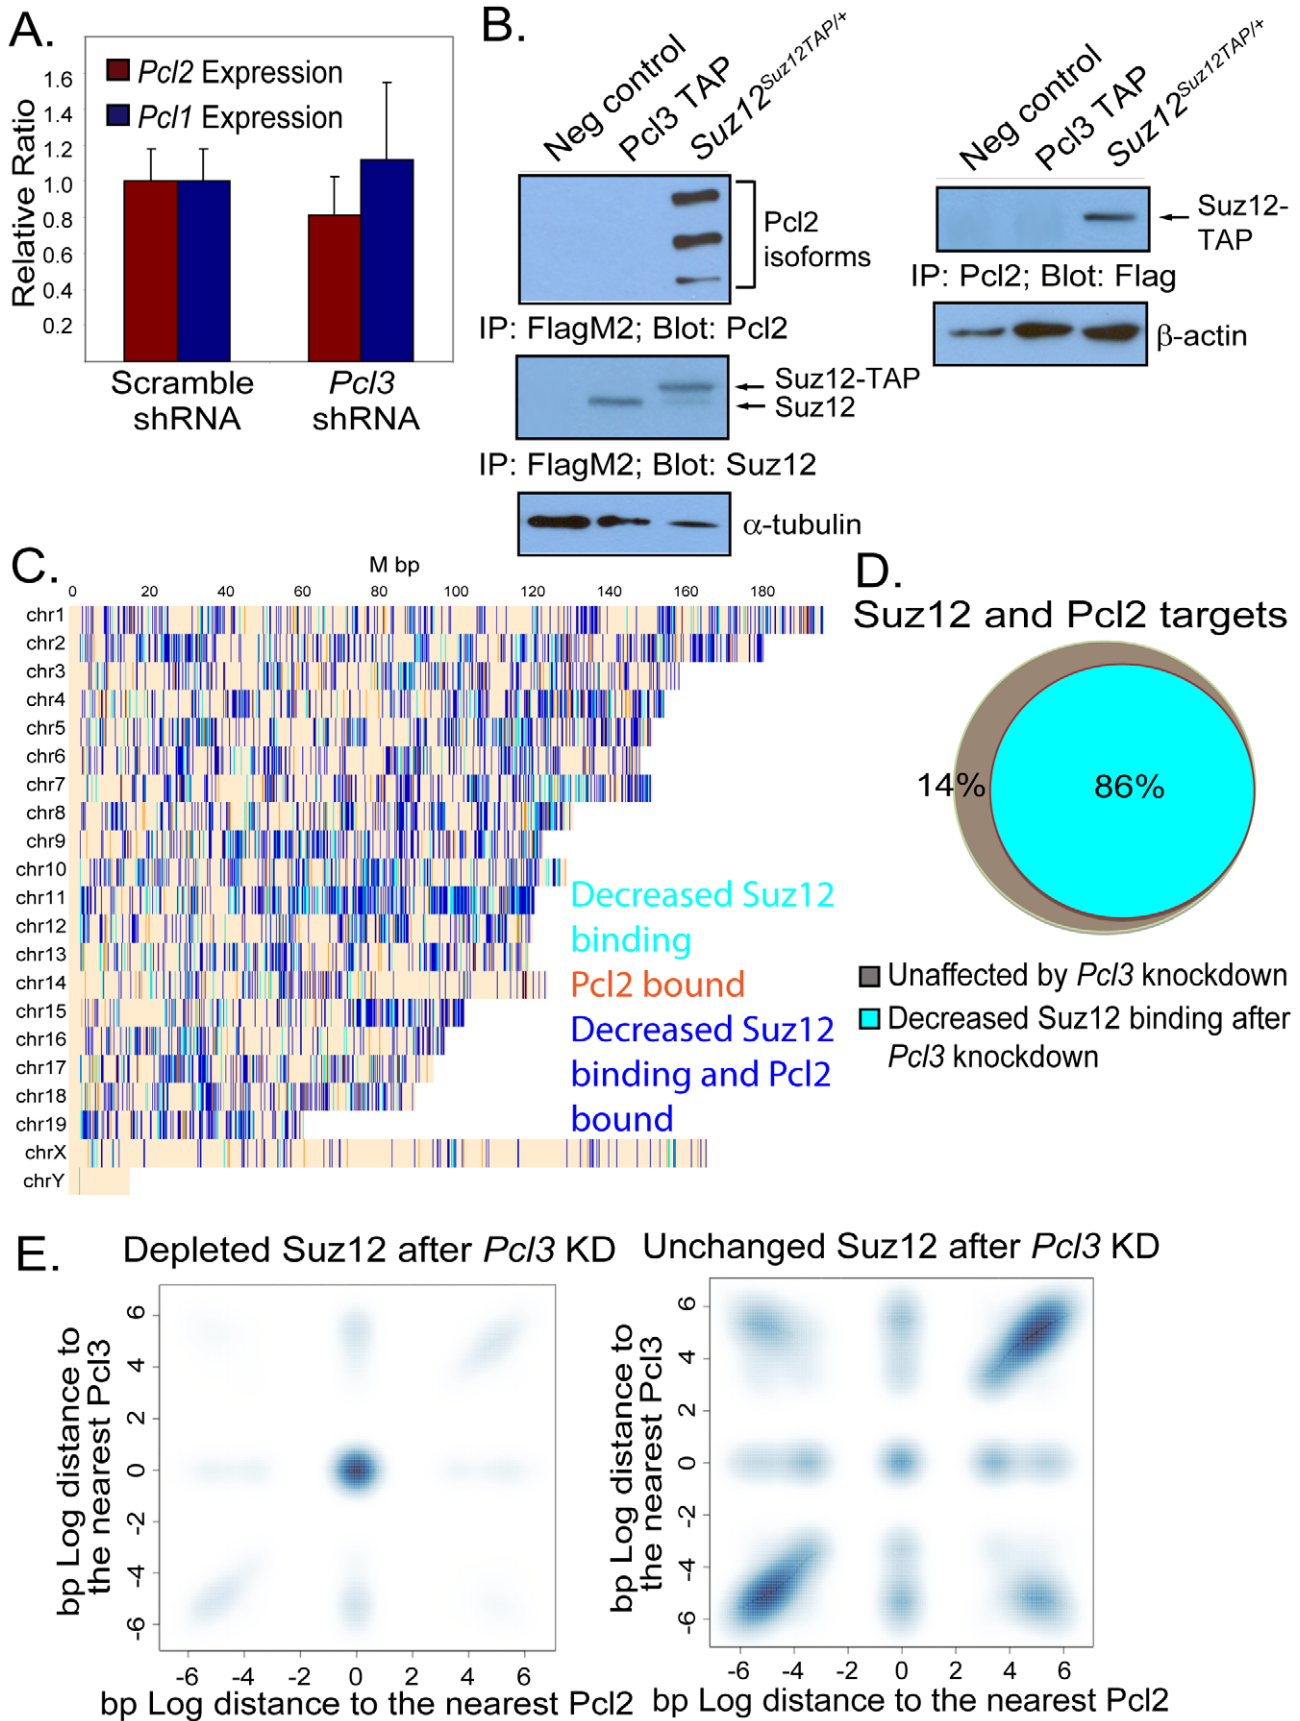 A.
Pcl2 Expression
Pcl1 Expression
Relative Ratio
1.6
1.4
1.2
1.0
0.8
0.6
0.4
0.2
Scramble
shRNA
Pcl3
shRNA
B.
Neg control
Pcl3 TAP
Suz12Suz12TAP/+
Pcl2
isoforms
IP: FlagM2; Blot: Pcl2
Suz12-TAP
Suz12
IP: FlagM2; Blot: Suz12
α-tubulin
Neg control
Pcl3 TAP
Suz12Suz12TAP/+
Suz12-
TAP
IP: Pcl2; Blot: Flag
β-actin
C.
M bp
0 20 40 60 80 100 120 140 160 180
chr1
chr2
chr3
chr4
chr5
chr6
chr7
chr8
chr9
chr10
chr11
chr12
chr13
chr14
chr15
chr16
chr17
chr18
chr19
chrX
chrY
Decreased Suz12
binding
Pcl2 bound
Decreased Suz12
binding and Pcl2
bound
D.
Suz12 and Pcl2 targets
14%
86%
Unaffected by Pcl3 knockdown
Decreased Suz12 binding after
Pcl3 knockdown
E.
Depleted Suz12 after Pcl3 KD
bp Log distance to
the nearest Pcl3
6
4
2
0
-2
-4
-6
-6 -4 -2 0 2 4 6
bp Log distance to the nearest Pcl2
Unchanged Suz12 after Pcl3 KD
bp Log distance to
the nearest Pcl3
6
4
2
0
-2
-4
-6
-6 -4 -2 0 2 4 6
bp Log distance to the nearest Pcl2